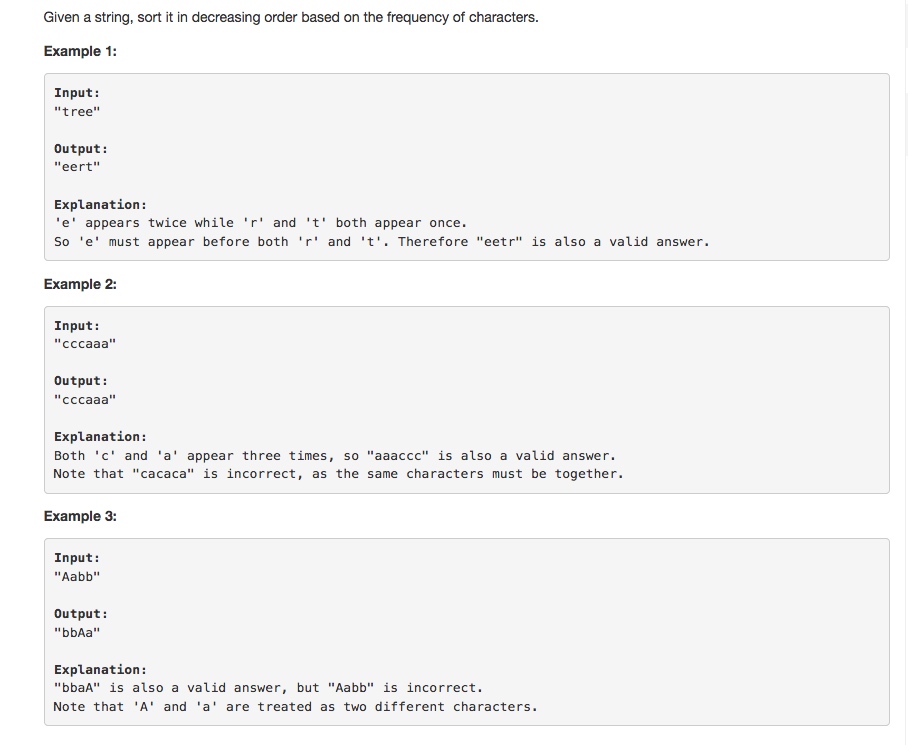 Given a string, sort it in decreasing order based on the frequency of characters.
Example 1:
Input:
"tree"
Output:
"eert"
Explanation:
'e' appears twice while 'r' and 't' both appear once.
So 'e' must appear before both 'r' and 't'. Therefore "eetr" is also a valid answer.
Example 2:
Input:
"cccaaa"
Output:
"cccaaa"
Explanation:
Both 'c' and 'a' appear three times, so "aaaccc" is also a valid answer.
Note that "cacaca" is incorrect, as the same characters must be together.
Example 3:
Input:
"Aabb"
Output:
"bbAa"
Explanation:
"bbaA" is also a valid answer, but "Aabb" is incorrect.
Note that 'A' and 'a' are treated as two different characters.